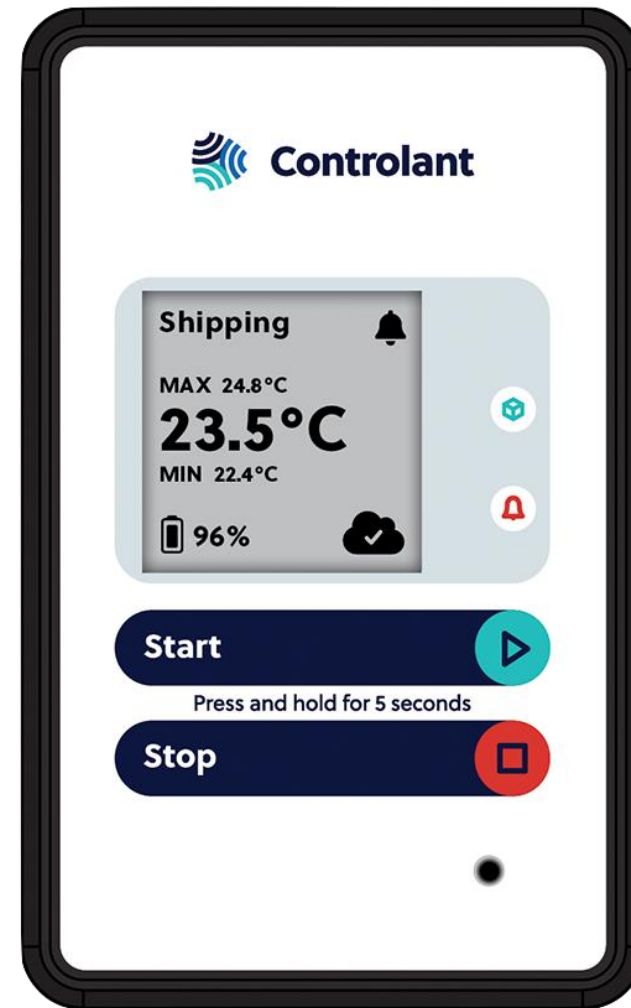 Controlant
Shipping
MAX 24.8°C
23.5°C
MIN 22.4°C
96%
Start
Press and hold for 5 seconds
Stop